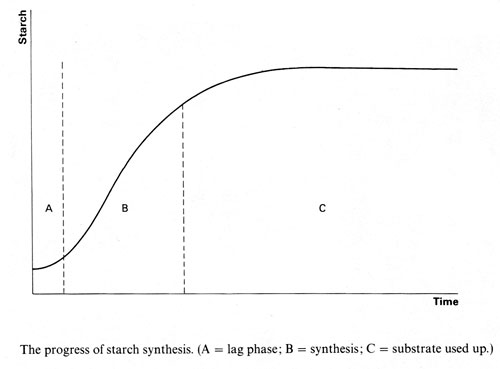 Starch
A
B
C
Time
The progress of starch synthesis. (A = lag phase; B = synthesis; C = substrate used up.)